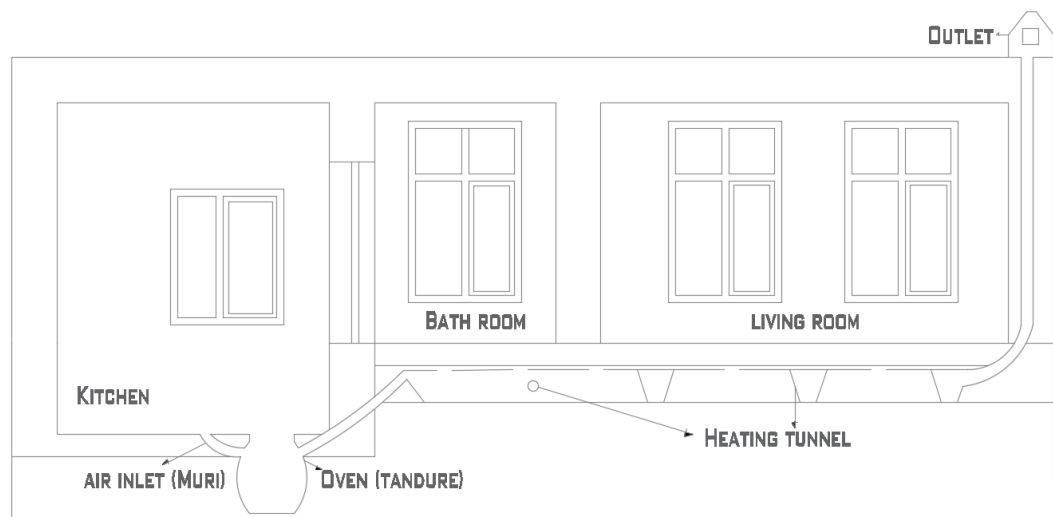 OUTLET
BATH ROOM
LIVING ROOM
KITCHEN
HEATING TUNNEL
AIR INLET (MURI)
OVEN (TANDURE)